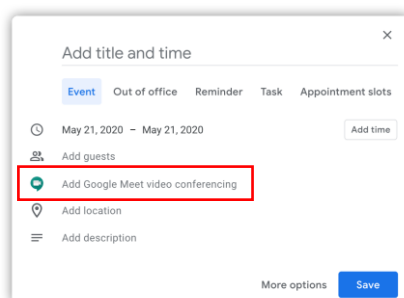 Add title and time
Event Out of office Reminder Task Appointment slots
May 21, 2020 – May 21, 2020 Add time
Add guests
Add Google Meet video conferencing
Add location
Add description
More options Save